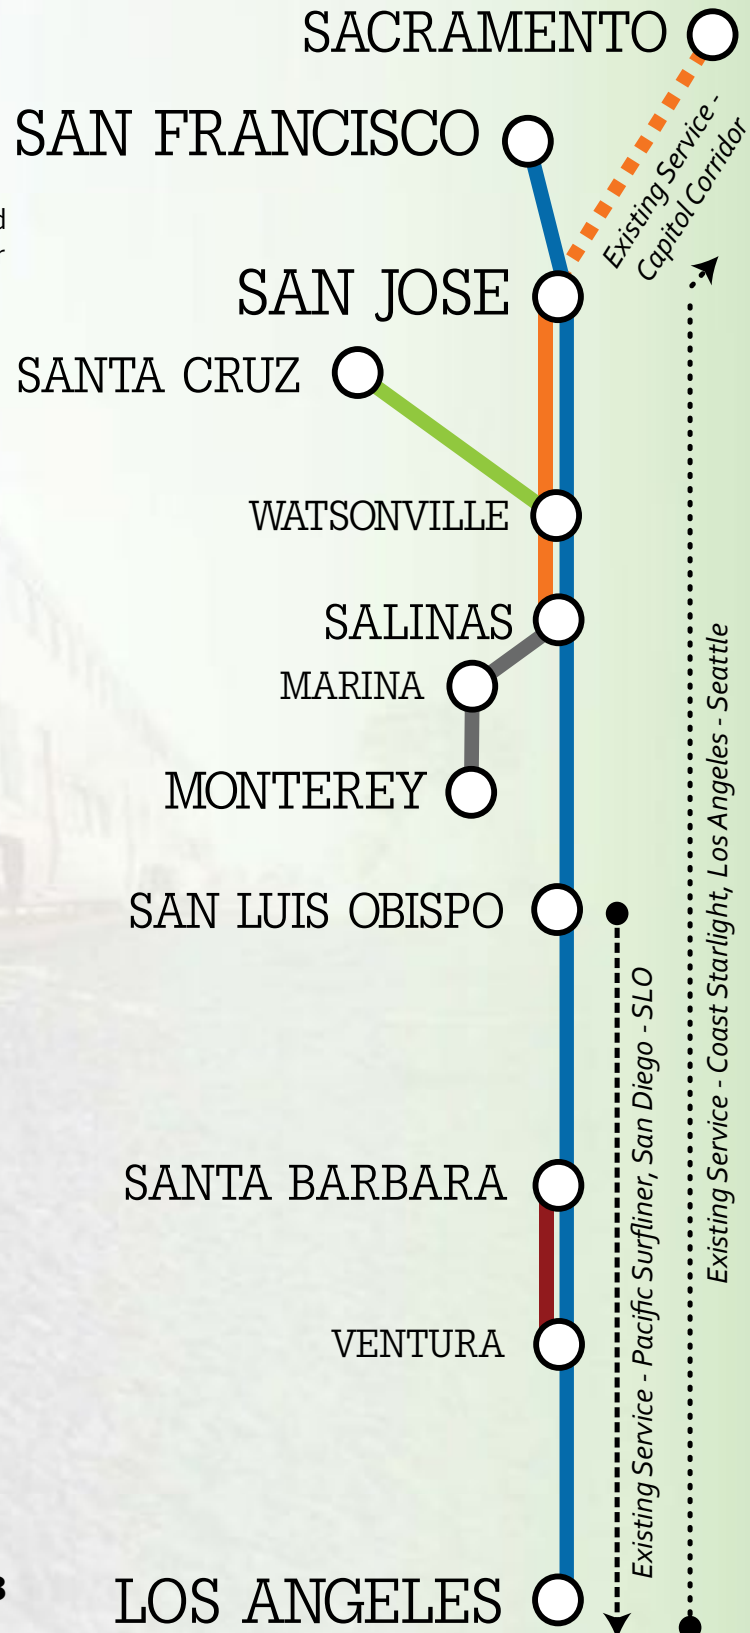 SACRAMENTO
SAN FRANCISCO
Existing Service -
Capitol Corridor
d
r
SAN JOSE
SANTA CRUZ
WATSONVILLE
SALINAS
MARINA
MONTEREY
SAN LUIS OBISPO
Existing Service - Coast Starlight, Los Angeles - Seattle
Existing Service - Pacific Surfliner, San Diego - SLO
SANTA BARBARA
VENTURA
LOS ANGELES